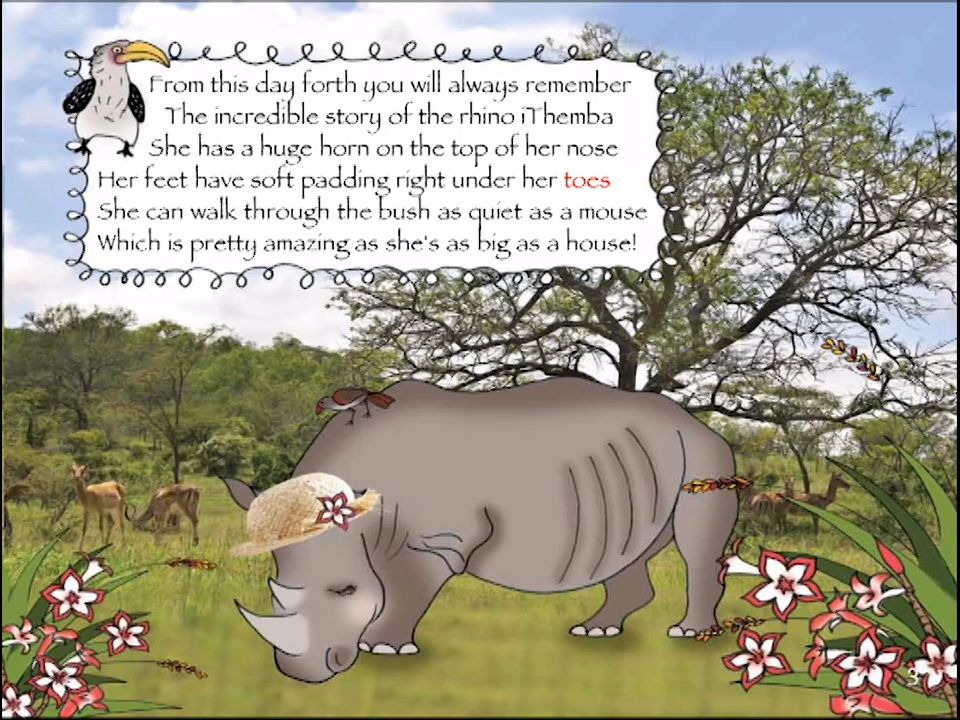 From this day forth you will always remember
The incredible story of the rhino iThemba
She has a huge horn on the top of her nose
Her feet have soft padding right under her toes
She can walk through the bush as quiet as a mouse
Which is pretty amazing as she's as big as a house!
3